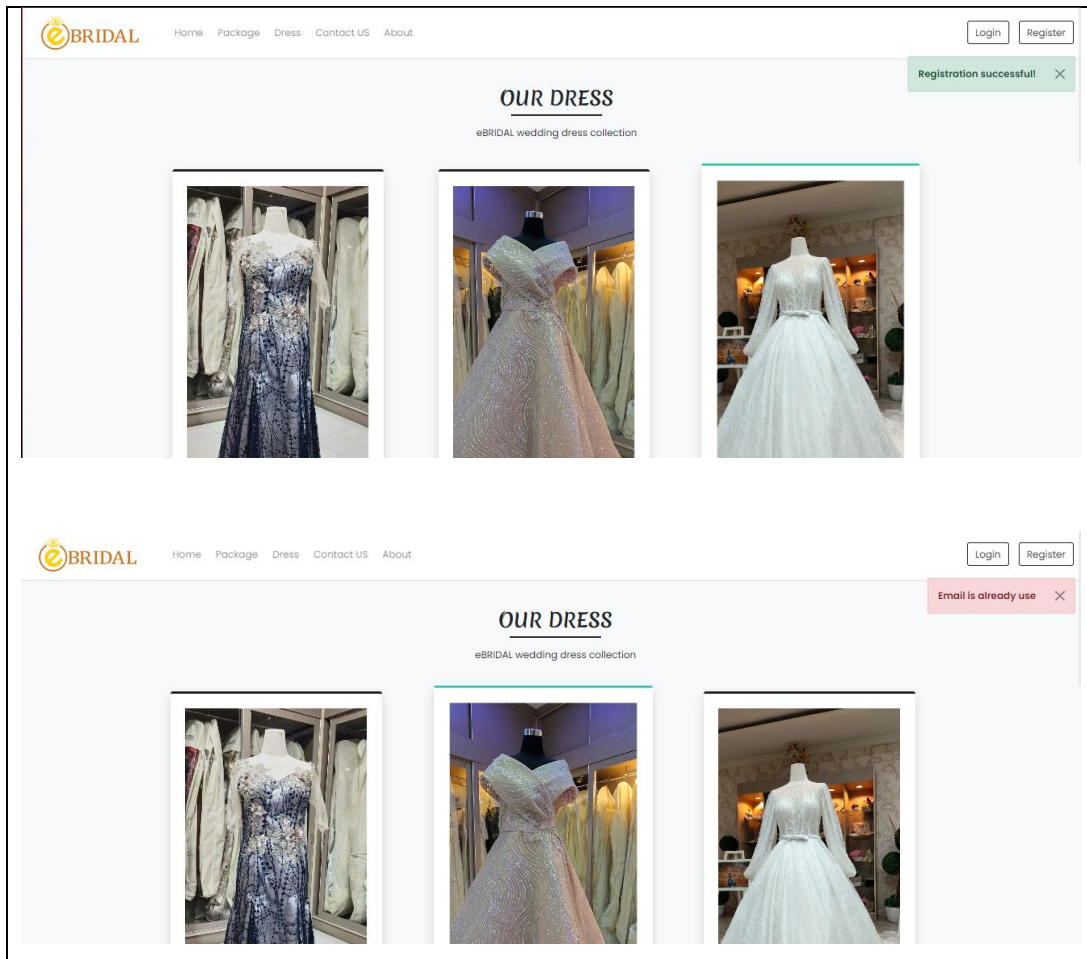 eBRIDAL Home Package Dress Contact US About Login Register
Registration successful!
OUR DRESS
eBRIDAL wedding dress collection
eBRIDAL Home Package Dress Contact US About Login Register
Email is already use
OUR DRESS
eBRIDAL wedding dress collection